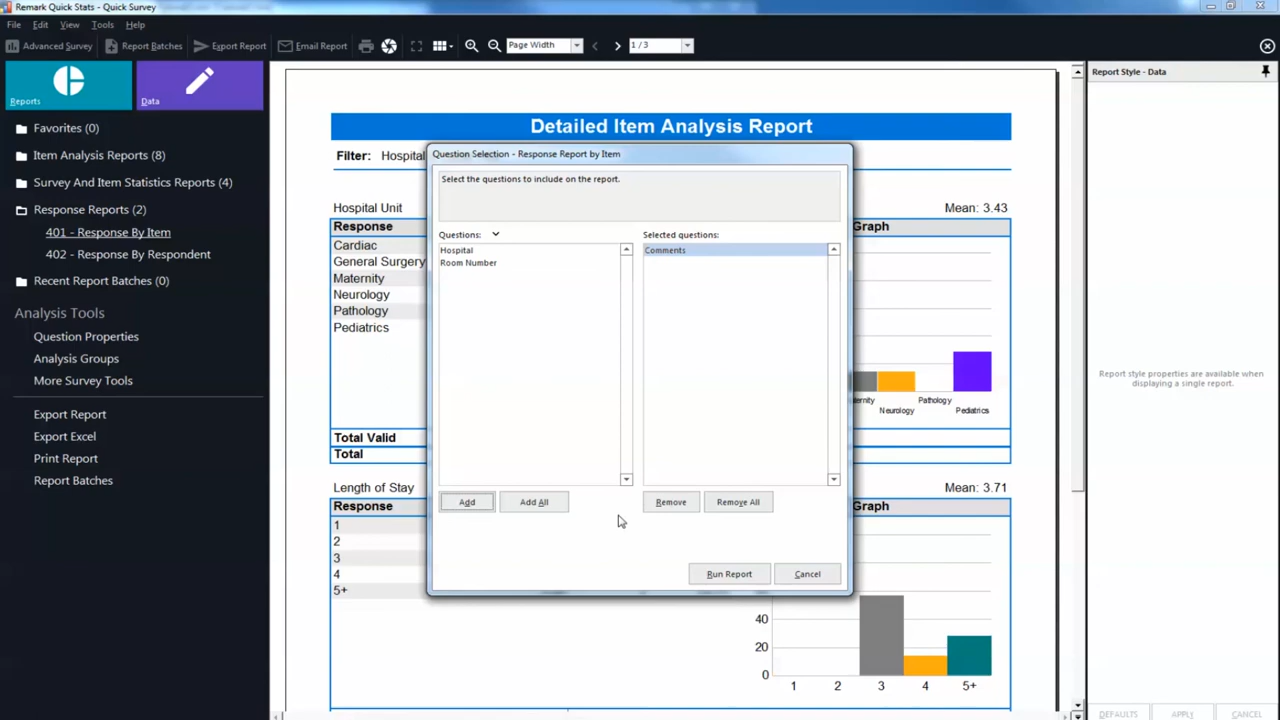 Remark Quick Stats - Quick Survey
File Edit View Tools Help
Advanced Survey Report Batches Export Report Email Report Page Width 1 / 3
Reports
Data
Favorites (0)
Item Analysis Reports (8)
Survey And Item Statistics Reports (4)
Response Reports (2)
401 - Response By Item
402 - Response By Respondent
Recent Report Batches (0)
Analysis Tools
Question Properties
Analysis Groups
More Survey Tools
Export Report
Export Excel
Print Report
Report Batches
Detailed Item Analysis Report
Filter: Hospital
Hospital Unit
Mean: 3.43
Response
Graph
Cardiac
General Surgery
Maternity
Neurology
Pathology
Pediatrics
Neurology
Pathology
Pediatrics
Total Valid
Total
Length of Stay
Mean: 3.71
Response
Graph
1
2
3
4
5+
40
20
0
1 2 3 4 5+
Question Selection - Response Report by Item
Select the questions to include on the report.
Questions:
Hospital
Room Number
Selected questions:
Comments
Add
Add All
Remove
Remove All
Run Report
Cancel
Report Style - Data
Report style properties are available when
displaying a single report.
DEFAULTS APPLY CANCEL